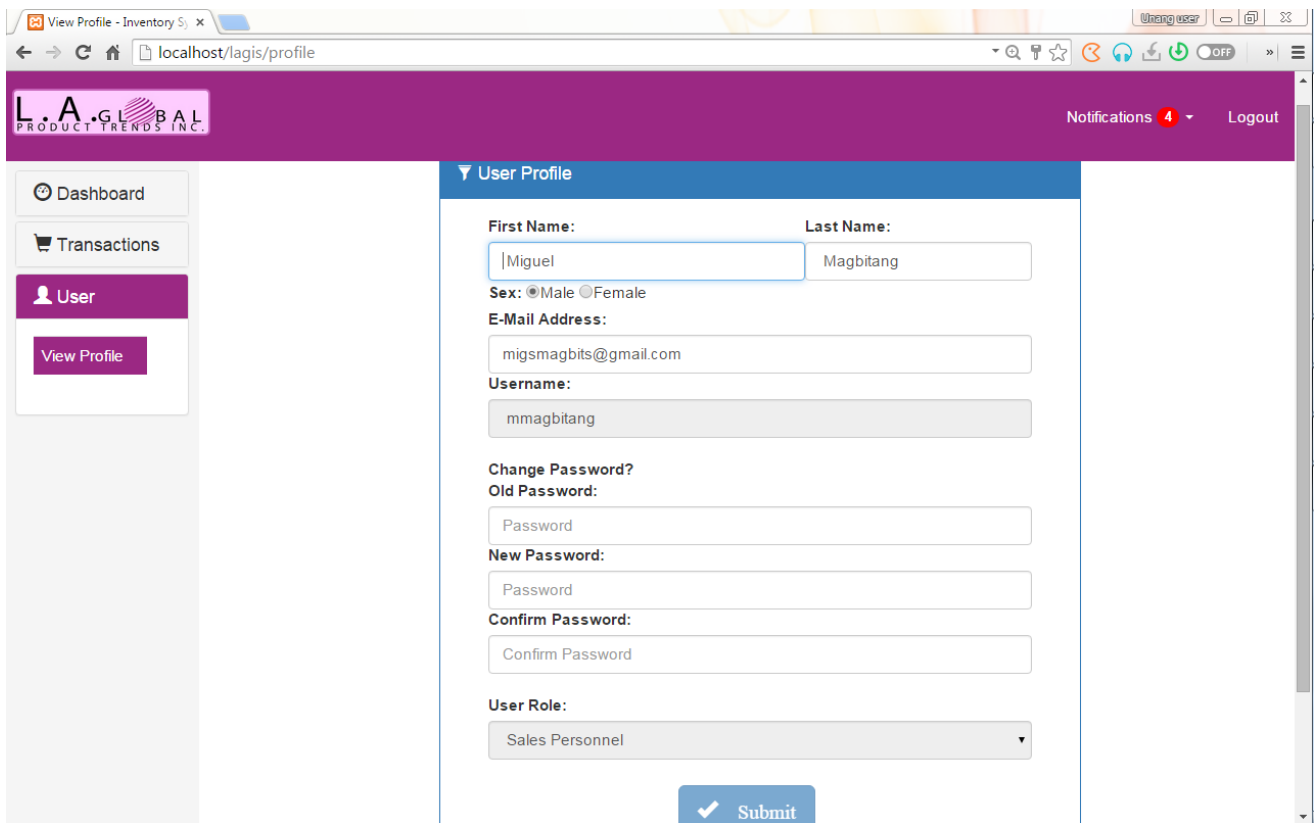 View Profile - Inventory Sy
Unang user
localhost/lagis/profile
OFF
L.A.GLOBAL
PRODUCT TRENDS INC.
Notifications 4
Logout
Dashboard
Transactions
User
View Profile
User Profile
First Name: Last Name:
Miguel Magbitang
Sex: Male Female
E-Mail Address:
migsmagbits@gmail.com
Username:
mmagbitang
Change Password?
Old Password:
Password
New Password:
Password
Confirm Password:
Confirm Password
User Role:
Sales Personnel
Submit